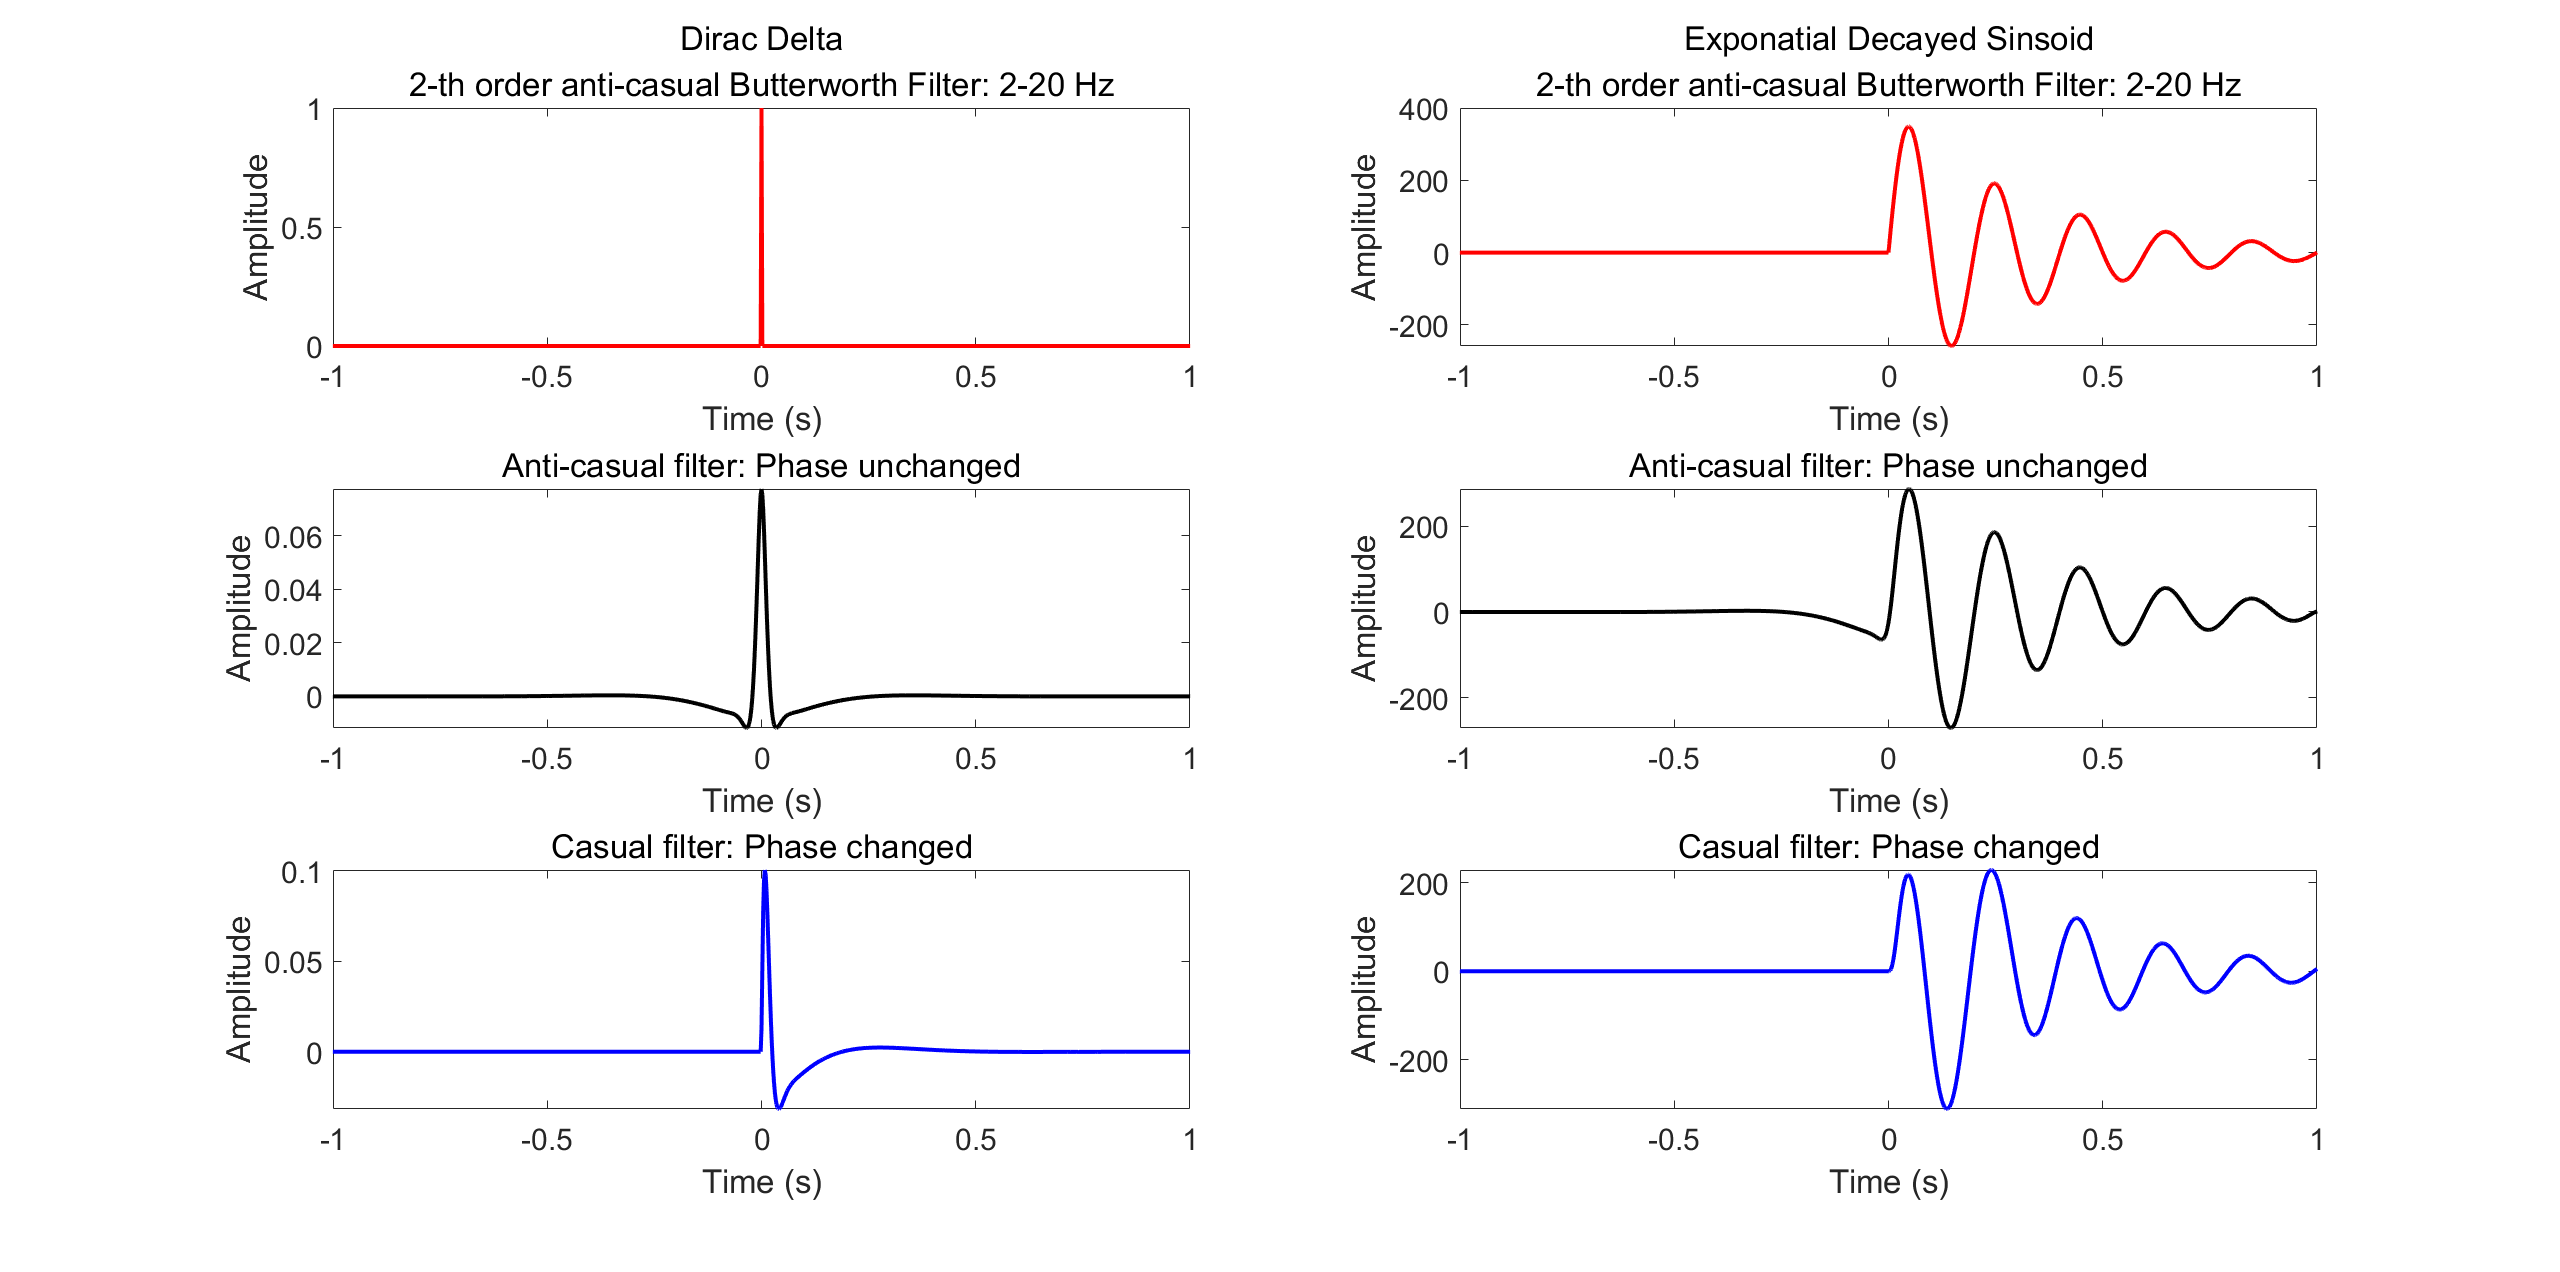 Dirac Delta
2-th order anti-casual Butterworth Filter: 2-20 Hz
1
0.5
0
Amplitude
-1 -0.5 0 0.5 1
Time (s)
Anti-casual filter: Phase unchanged
0.06
0.04
0.02
0
Amplitude
-1 -0.5 0 0.5 1
Time (s)
Casual filter: Phase changed
0.1
0.05
0
Amplitude
-1 -0.5 0 0.5 1
Time (s)
Exponatial Decayed Sinsoid
2-th order anti-casual Butterworth Filter: 2-20 Hz
400
200
0
-200
Amplitude
-1 -0.5 0 0.5 1
Time (s)
Anti-casual filter: Phase unchanged
200
0
-200
Amplitude
-1 -0.5 0 0.5 1
Time (s)
Casual filter: Phase changed
200
0
-200
Amplitude
-1 -0.5 0 0.5 1
Time (s)